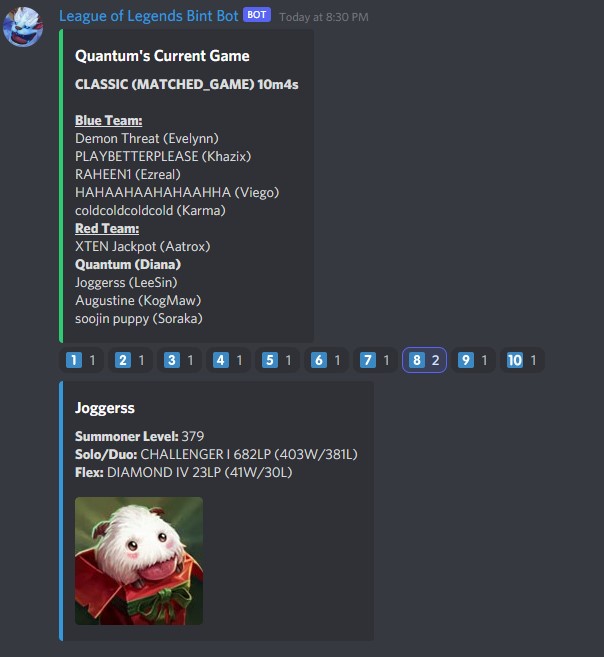 League of Legends Bint Bot BOT Today at 8:30 PM
Quantum's Current Game
CLASSIC (MATCHED_GAME) 10m4s
Blue Team:
Demon Threat (Evelynn)
PLAYBETTERPLEASE (Khazix)
RAHEEN1 (Ezreal)
HAHAAHAAHAHAAHHA (Viego)
coldcoldcoldcold (Karma)
Red Team:
XTEN Jackpot (Aatrox)
Quantum (Diana)
Joggerss (LeeSin)
Augustine (KogMaw)
soojin puppy (Soraka)
1 1 2 1 3 1 4 1 5 1 6 1 7 1 8 2 9 1 10 1
Joggerss
Summoner Level: 379
Solo/Duo: CHALLENGER I 682LP (403W/381L)
Flex: DIAMOND IV 23LP (41W/30L)